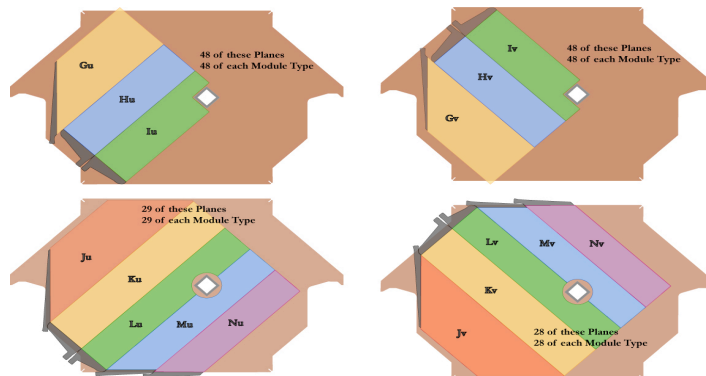 Gu
48 of these Planes
48 of each Module Type
Hu
Iu
Iv
48 of these Planes
48 of each Module Type
Hv
Gv
29 of these Planes
29 of each Module Type
Ju
Ku
Lu
Mu
Nu
Lv
Mv
Nv
Kv
Jv
28 of these Planes
28 of each Module Type